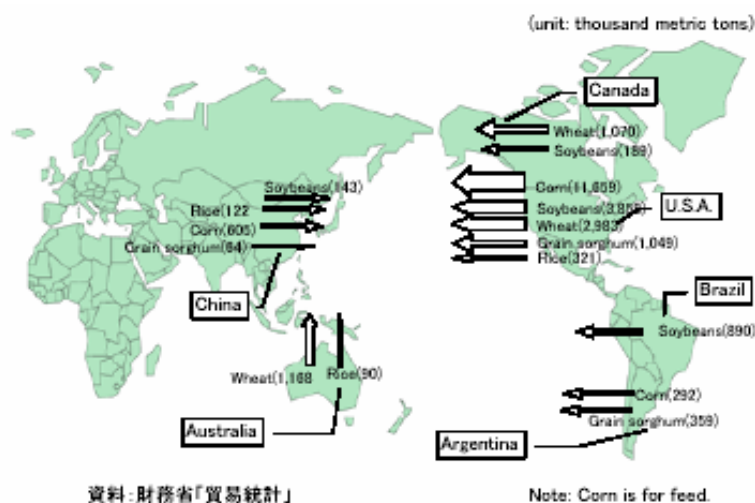 (unit: thousand metric tons)
Canada
Wheat(1,070)
Soybeans(189)
Soybeans(143)
Rice(122
Corn(605)
Grain sorghum(84)
China
Corn(11,659)
Wheat(2,983)
Grain sorghum(1,049)
Rice(321)
U.S.A.
Brazil
Soybeans(890)
Wheat(1,168
Rice(90)
Australia
Corn(292)
Grain sorghum(359)
Argentina
資料:財務省「貿易統計」
Note: Corn is for feed.